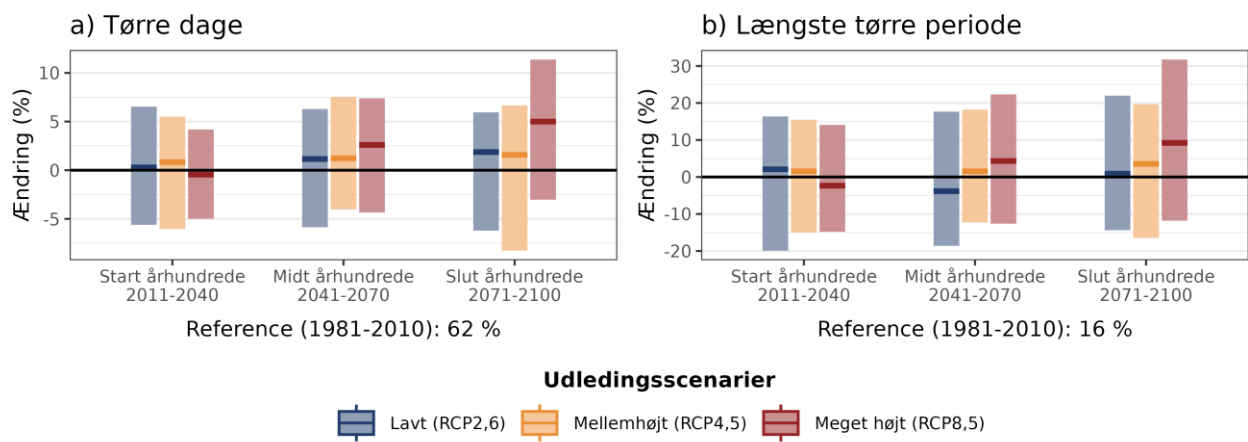 a) Tørre dage
Ændring (%)
10
5
0
-5
Start århundrede
2011-2040
Midt århundrede
2041-2070
Slut århundrede
2071-2100
Reference (1981-2010): 62 %
b) Længste tørre periode
Ændring (%)
30
20
10
0
-10
-20
Start århundrede
2011-2040
Midt århundrede
2041-2070
Slut århundrede
2071-2100
Reference (1981-2010): 16 %
Udledingsscenarier
Lavt (RCP2,6)
Mellemhøjt (RCP4,5)
Meget højt (RCP8,5)